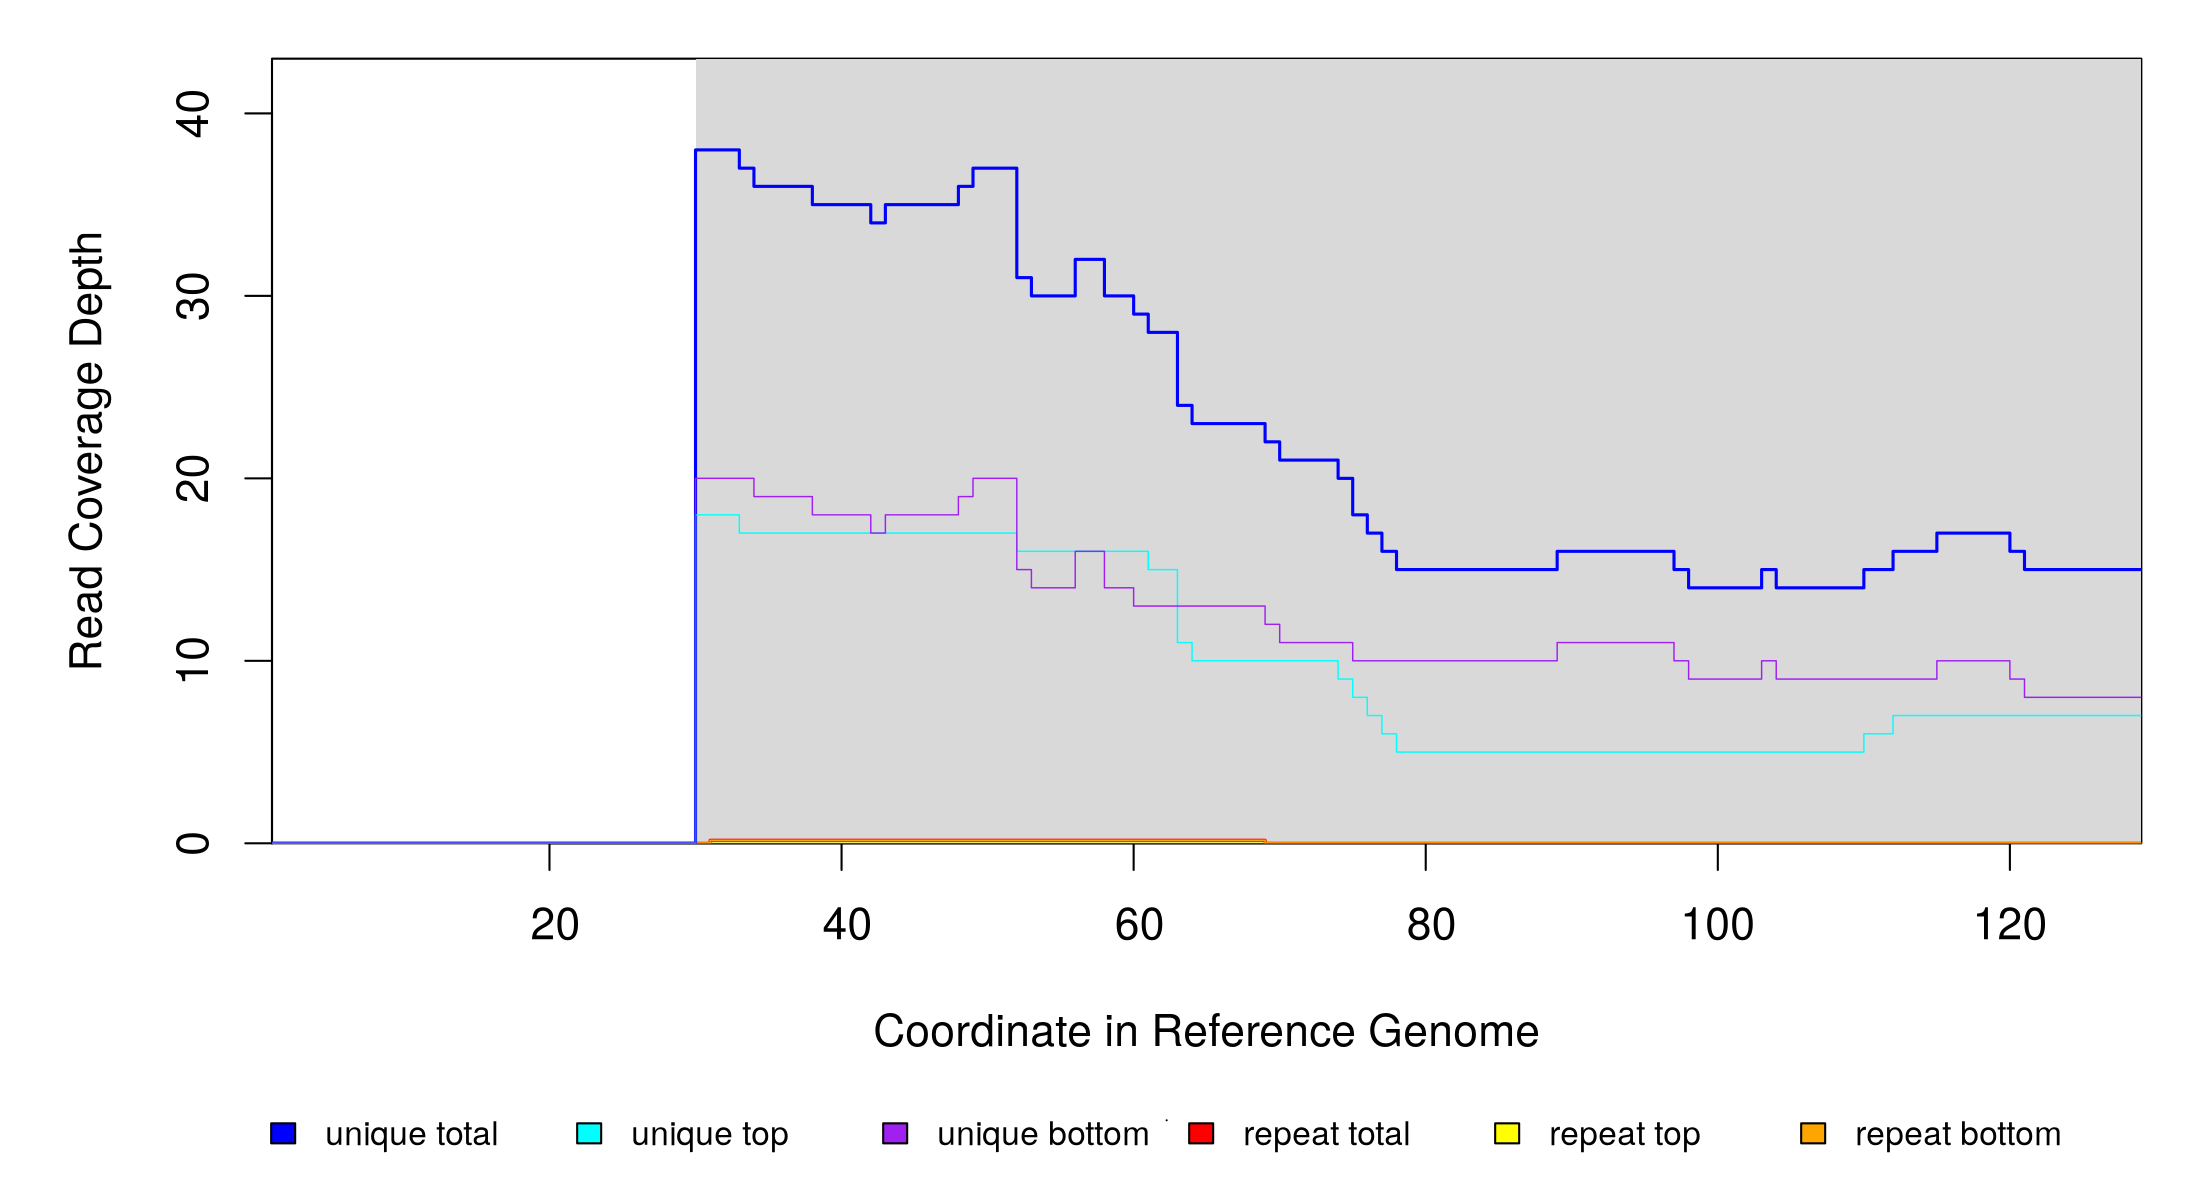 Read Coverage Depth
40
30
20
10
0
20 40 60 80 100 120
Coordinate in Reference Genome
unique total unique top unique bottom repeat total repeat top repeat bottom